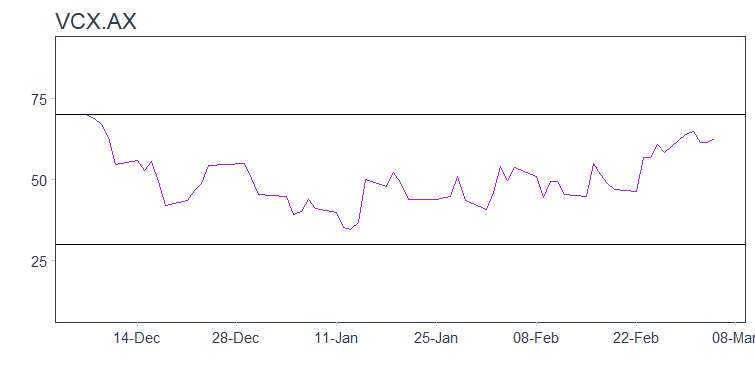 VCX.AX
75
50
25
14-Dec
28-Dec
11-Jan
25-Jan
08-Feb
22-Feb
08-Mar